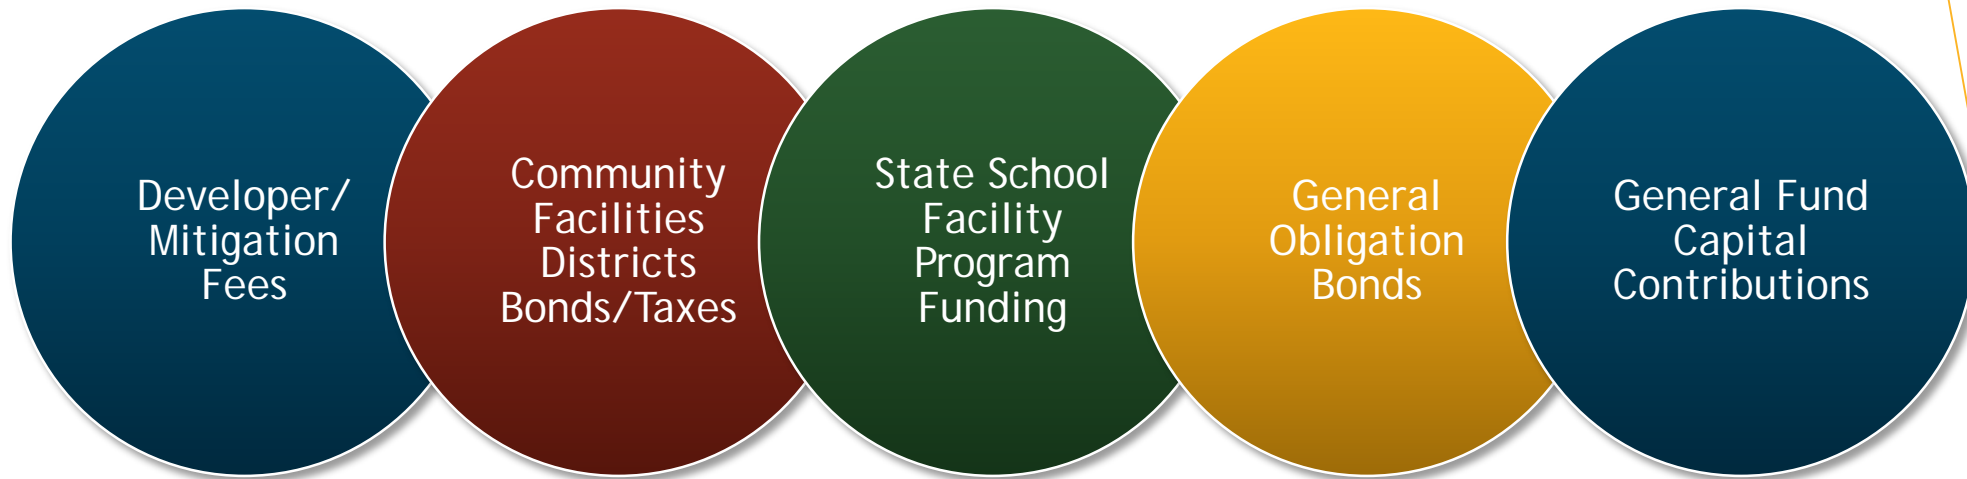 Developer/
Mitigation
Fees
Community
Facilities
Districts
Bonds/Taxes
State School
Facility
Program
Funding
General
Obligation
Bonds
General Fund
Capital
Contributions